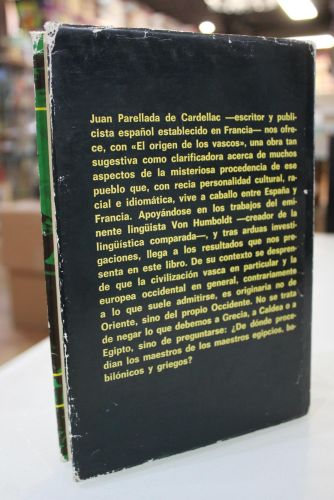 Juan Parellada de Cardellac —escritor y publi-
cista español establecido en Francia— nos ofre-
ce, con «El origen de los vascos», una obra tan
sugestiva como clarificadora acerca de muchos
aspectos de la misteriosa procedencia de ese
pueblo que, con recia personalidad cultural, ra-
cial e idiomática, vive a caballo entre España y
Francia. Apoyándose en los trabajos del emi-
nente lingüista Von Humboldt —creador de la
lingüística comparada—, y tras arduas investi-
gaciones, llega a los resultados que nos pre-
senta en este libro. De su contexto se despren-
de que la civilización vasca en particular y la
europea occidental en general, contrariamente
a lo que suele admitirse, es originaria no de
Oriente, sino del propio Occidente. No se trata
de negar lo que debemos a Grecia, a Caldea o a
Egipto, sino de preguntarse: ¿De dónde proce-
dían los maestros de los maestros egipcios, ba-
bilónicos y griegos?